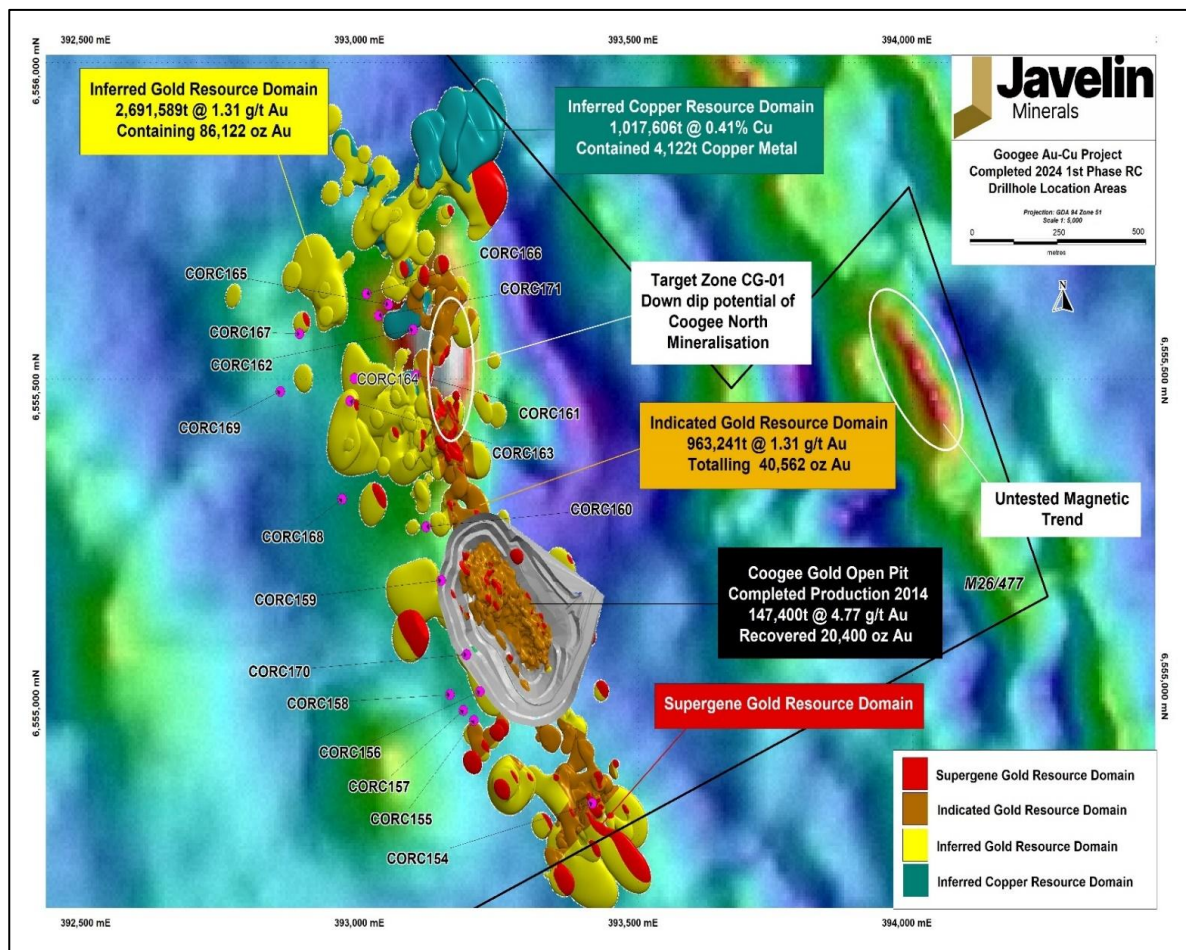 392,500 mE
393,000 mE
393,500 mE
394,000 mE
6,556,000 mN
Inferred Gold Resource Domain
2,691,589t @ 1.31 g/t Au
Containing 86,122 oz Au
Inferred Copper Resource Domain
1,017,606t @ 0.41% Cu
Contained 4,122t Copper Metal
Javelin
Minerals
Googee Au-Cu Project
Completed 2024 1st Phase RC
Drillhole Location Areas
Projection: GDA 94 Zone 51
Scale 1: 5,000
0
250
500
metres
N
CORC166
CORC165
CORC171
Target Zone CG-01
Down dip potential of
Coogee North
Mineralisation
CORC167
CORC162
6,555,500 mN
6,555,500 mN
CORC164
CORC161
CORC169
Indicated Gold Resource Domain
963,241t @ 1.31 g/t Au
Totalling 40,562 oz Au
CORC163
Untested Magnetic
Trend
CORC160
CORC168
Coogee Gold Open Pit
Completed Production 2014
147,400t @ 4.77 g/t Au
Recovered 20,400 oz Au
M26/477
CORC159
CORC170
CORC158
6,555,000 mN
6,555,000 mN
Supergene Gold Resource Domain
CORC156
CORC157
CORC155
CORC154
Supergene Gold Resource Domain
Indicated Gold Resource Domain
Inferred Gold Resource Domain
Inferred Copper Resource Domain
392,500 mE
393,000 mE
393,500 mE
394,000 mE